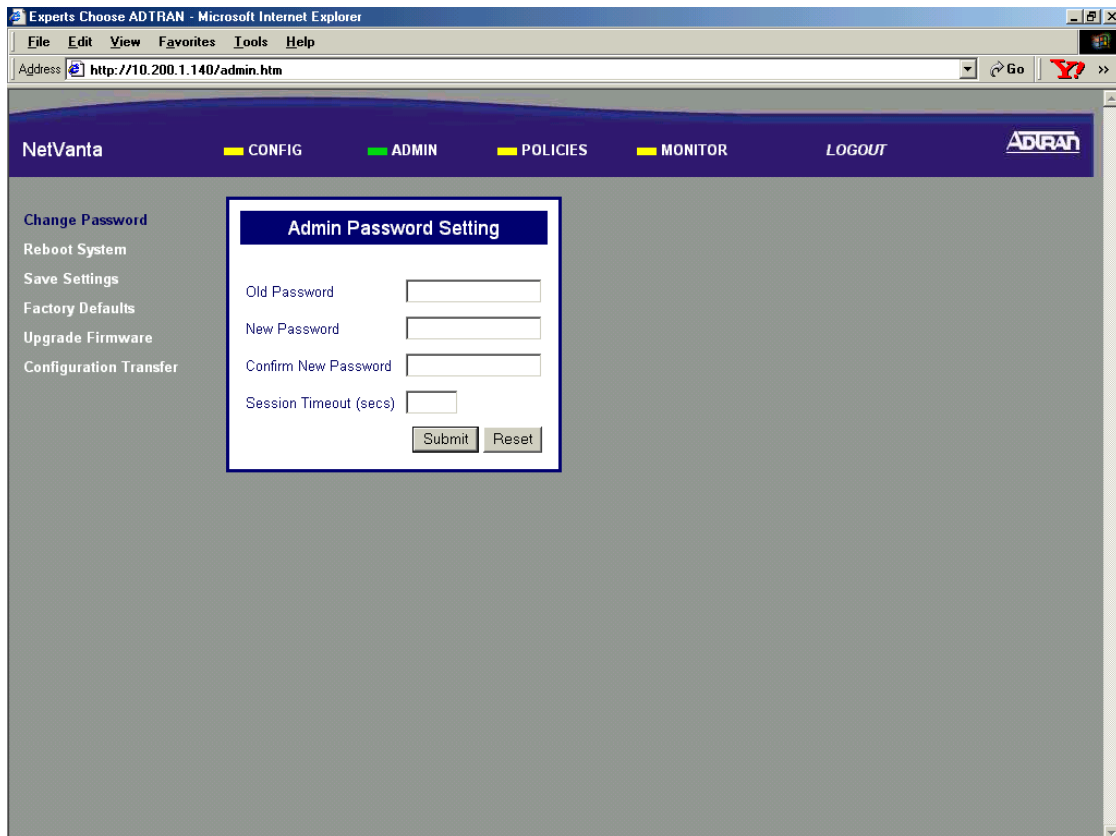 Experts Choose ADTRAN - Microsoft Internet Explorer
File Edit View Favorites Tools Help
Address http://10.200.1.140/admin.htm Go Y! »
NetVanta CONFIG ADMIN POLICIES MONITOR LOGOUT ADTRAN
Change Password
Reboot System
Save Settings
Factory Defaults
Upgrade Firmware
Configuration Transfer
Admin Password Setting
Old Password
New Password
Confirm New Password
Session Timeout (secs)
Submit Reset